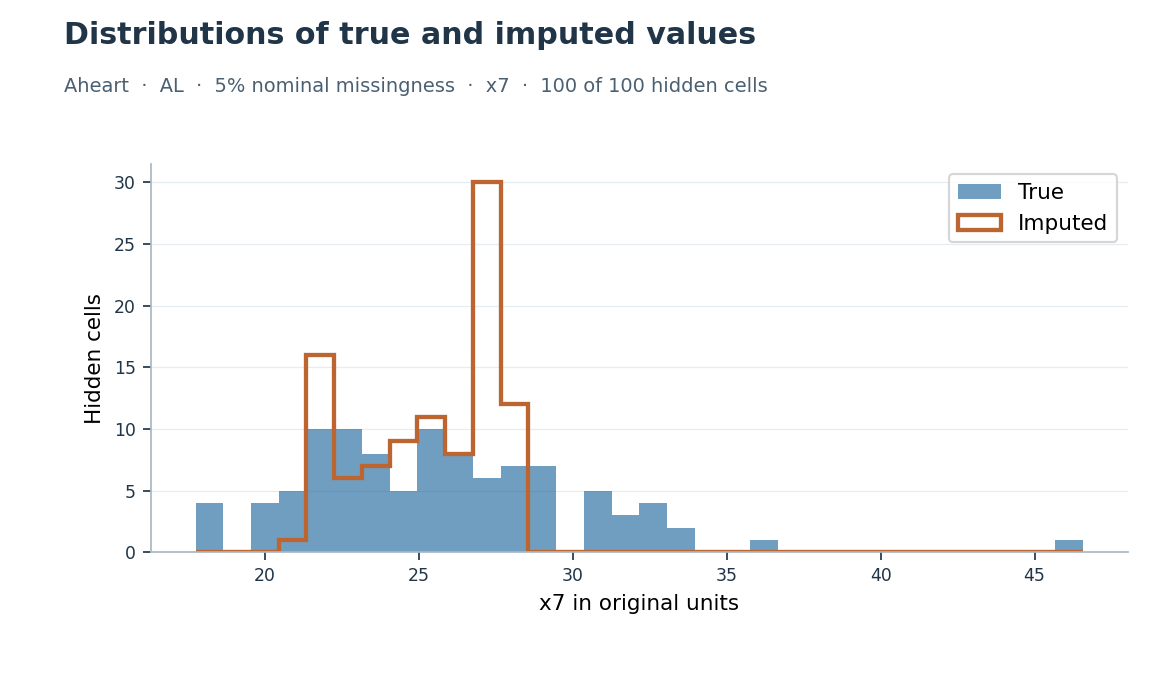 Distributions of true and imputed values
Aheart · AL · 5% nominal missingness · x7 · 100 of 100 hidden cells
True
Imputed
Hidden cells
30
25
20
15
10
5
0
20 25 30 35 40 45
x7 in original units